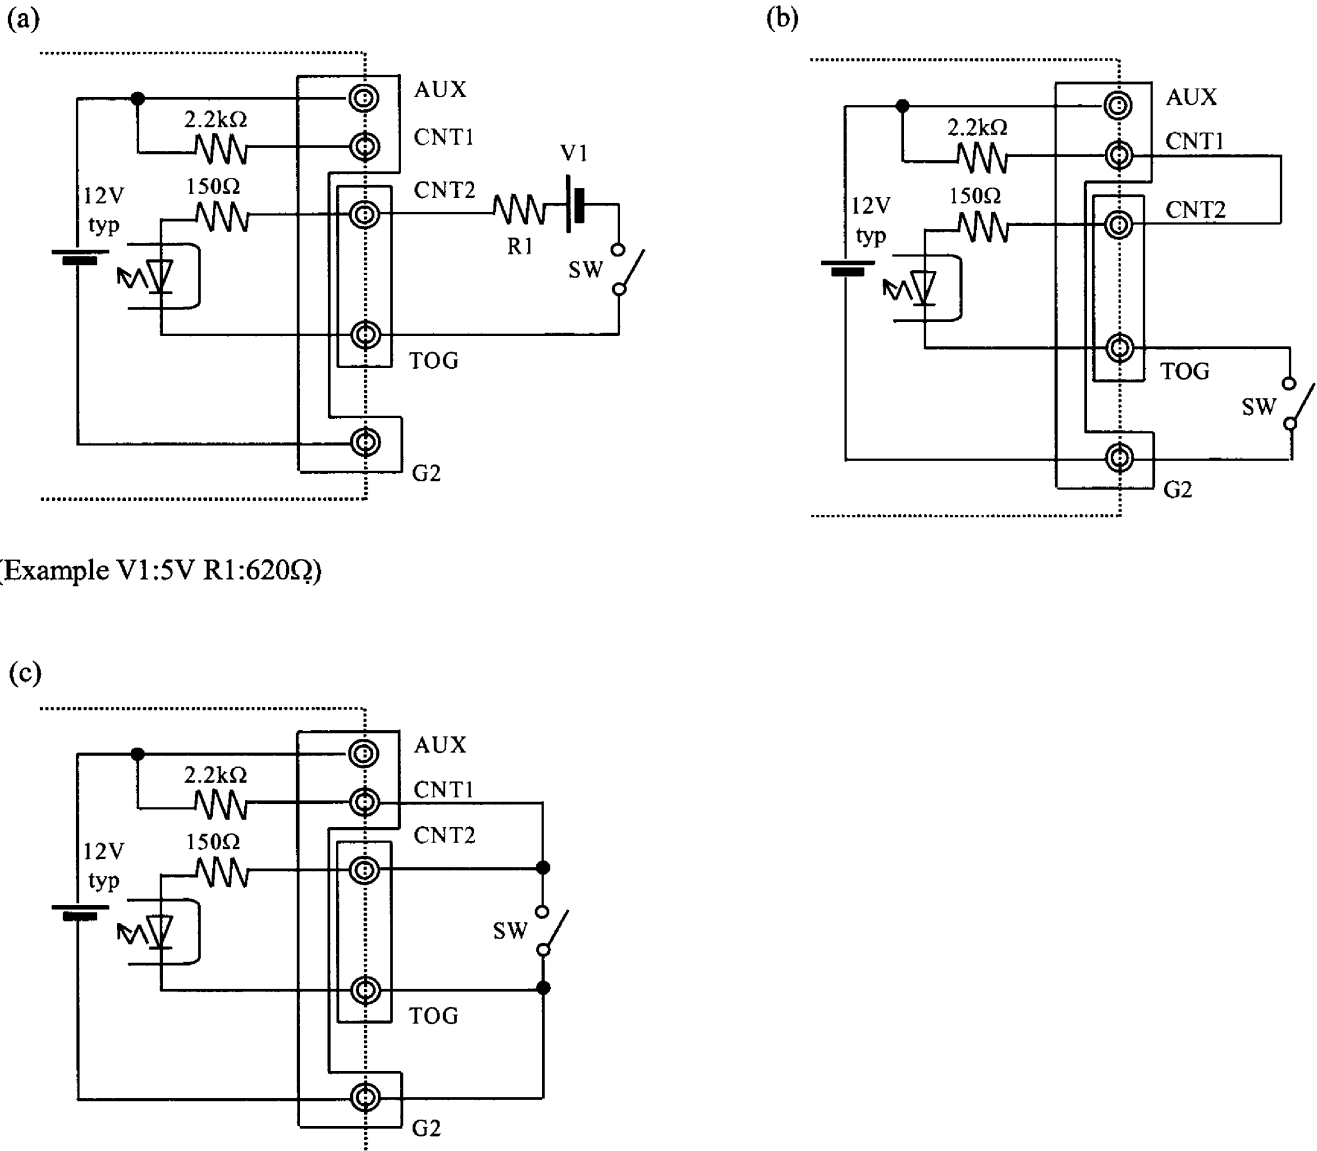 (a)
AUX
2.2kΩ
CNT1
V1
150Ω
CNT2
12V
typ
R1
SW
TOG
G2
(Example V1:5V R1:620Ω)
(b)
AUX
2.2kΩ
CNT1
150Ω
CNT2
12V
typ
TOG
SW
G2
(c)
AUX
2.2kΩ
CNT1
CNT2
150Ω
12V
typ
SW
TOG
G2